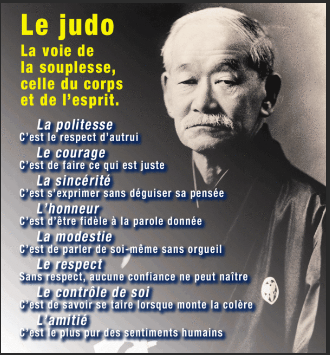 Le judo
La voie de
la souplesse,
celle du corps
et de l'esprit.
La politesse
C'est le respect d'autrui
Le courage
C'est de faire ce qui est juste
La sincérité
C'est s'exprimer sans déguiser sa pensée
L'honneur
C'est d'être fidèle à la parole donnée
La modestie
C'est de parler de soi-même sans orgueil
Le respect
Sans respect, aucune confiance ne peut naître
Le contrôle de soi
C'est de savoir se taire lorsque monte la colère
L'amitié
C'est le plus pur des sentiments humains